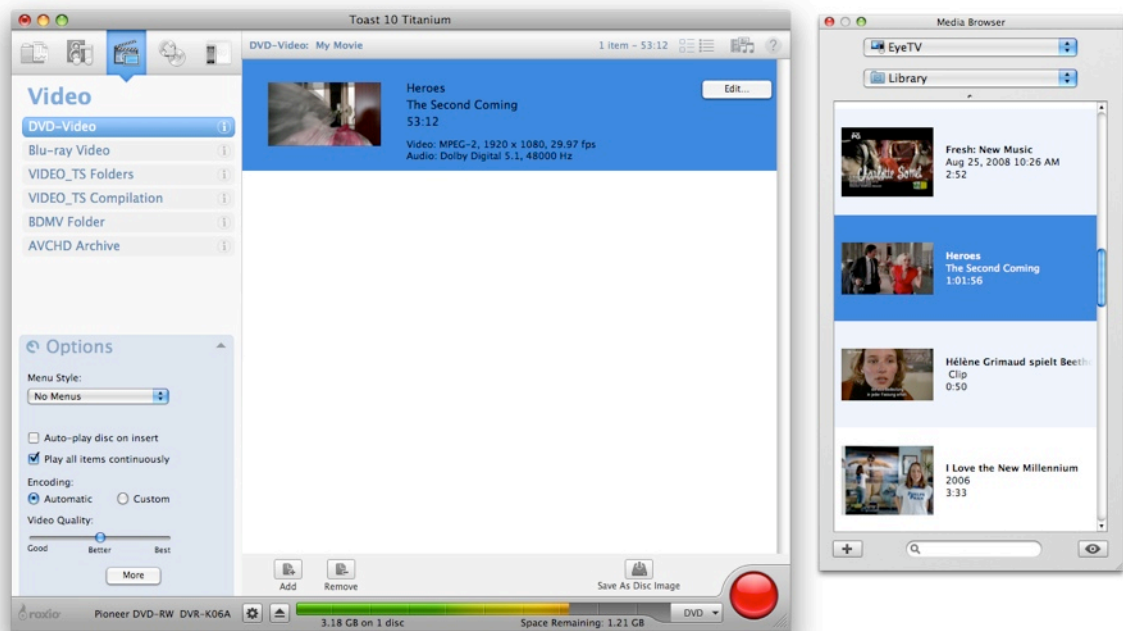 Toast 10 Titanium
DVD-Video: My Movie
1 item - 53:12
?
Video
DVD-Video
Blu-ray Video
VIDEO_TS Folders
VIDEO_TS Compilation
BDMV Folder
AVCHD Archive
Heroes
The Second Coming
53:12
Video: MPEG-2, 1920 x 1080, 29.97 fps
Audio: Dolby Digital 5.1, 48000 Hz
Edit...
Options
Menu Style:
No Menus
Auto-play disc on insert
Play all items continuously
Encoding:
Automatic Custom
Video Quality:
Good Better Best
More
Add Remove
Save As Disc Image
roxio
Pioneer DVD-RW DVR-K06A
3.18 GB on 1 disc
Space Remaining: 1.21 GB
DVD
Media Browser
EyeTV
Library
Fresh: New Music
Aug 25, 2008 10:26 AM
2:52
Heroes
The Second Coming
1:01:56
Hélène Grimaud spielt Beeth
Clip
0:50
I Love the New Millennium
2006
3:33